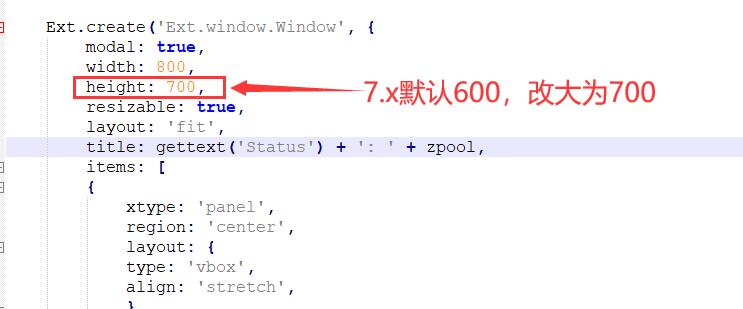 Ext.create('Ext.window.Window', {
modal: true,
width: 800,
height: 700,
7.x默认600，改大为700
resizable: true,
layout: 'fit',
title: gettext('Status') + ': ' + zpool,
items: [
{
xtype: 'panel',
region: 'center',
layout: {
type: 'vbox',
align: 'stretch',
}